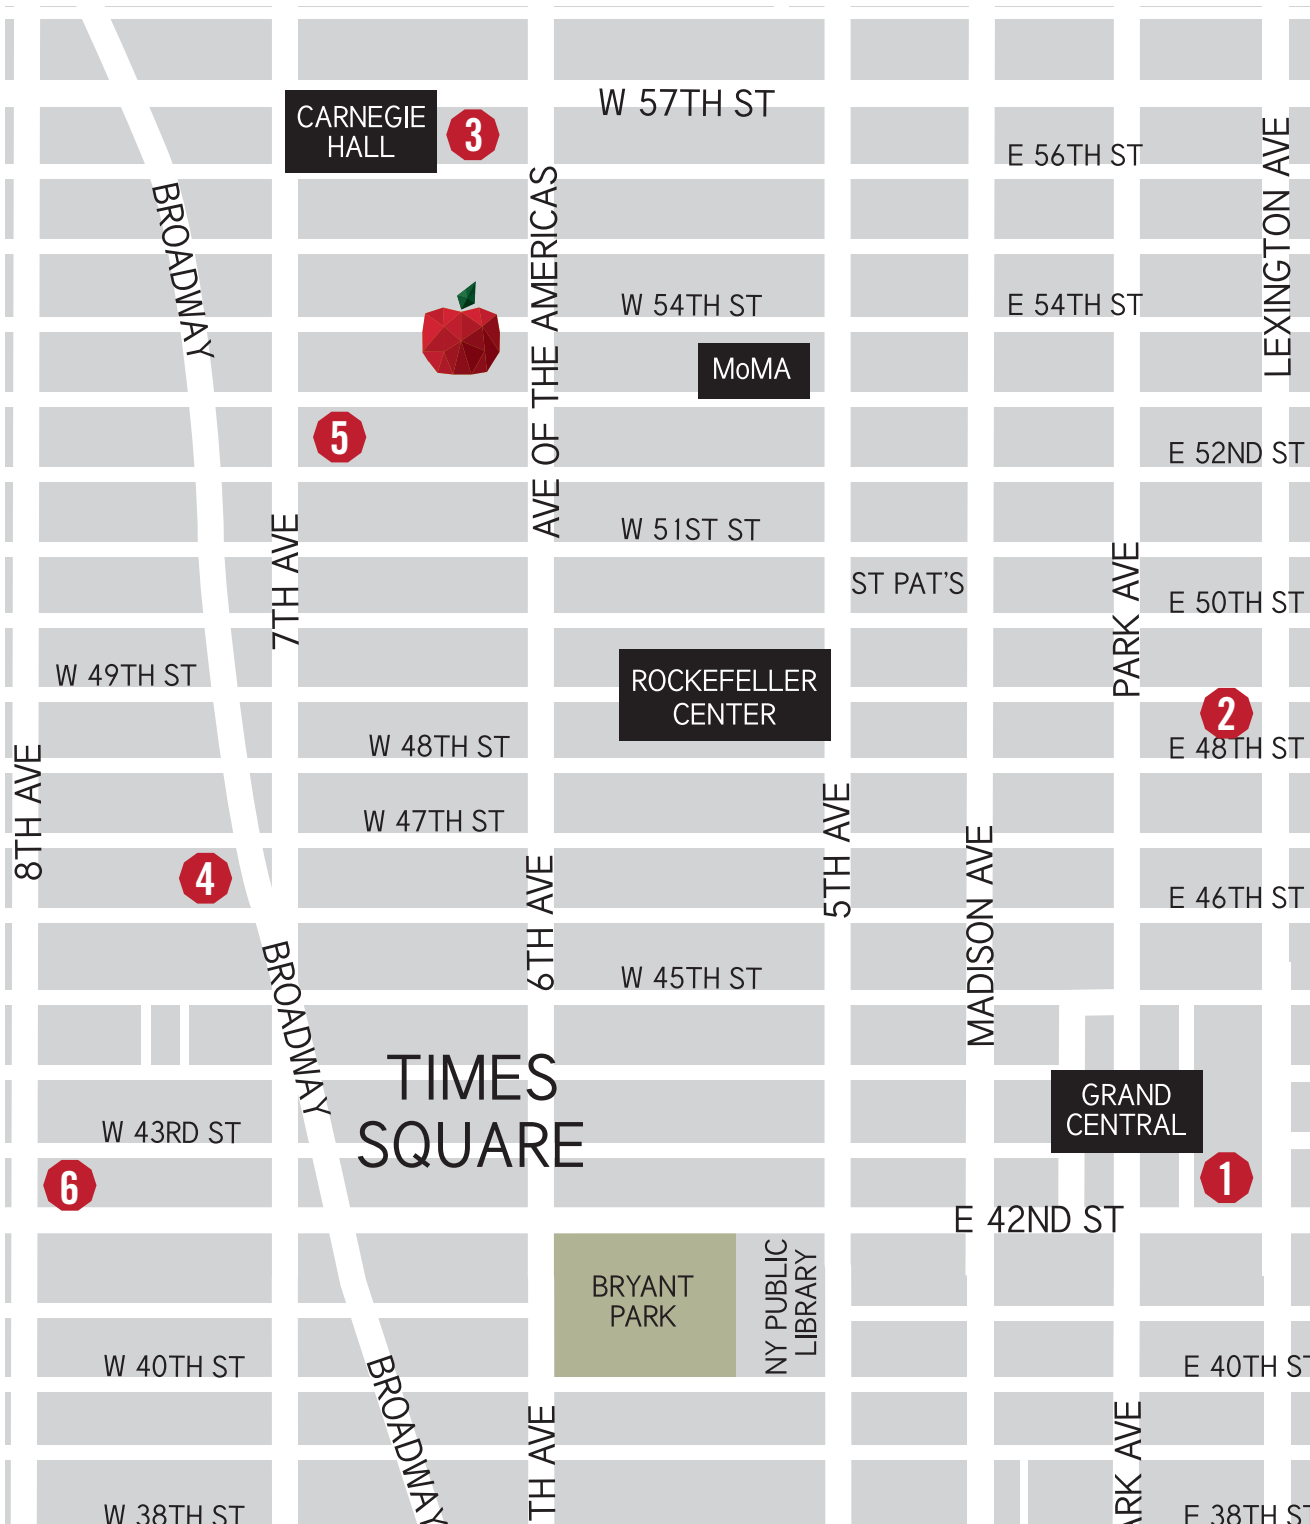 W 57TH ST
CARNEGIE
HALL
3
E 56TH ST
LEXINGTON AVE
BROADWAY
AVE OF THE AMERICAS
W 54TH ST
E 54TH ST
MoMA
5
E 52ND ST
W 51ST ST
7TH AVE
PARK AVE
ST PAT'S
E 50TH ST
W 49TH ST
ROCKEFELLER
CENTER
2
W 48TH ST
E 48TH ST
8TH AVE
W 47TH ST
5TH AVE
MADISON AVE
4
6TH AVE
E 46TH ST
BROADWAY
W 45TH ST
TIMES
SQUARE
GRAND
CENTRAL
W 43RD ST
6
1
E 42ND ST
BRYANT
PARK
NY PUBLIC
LIBRARY
W 40TH ST
E 40TH ST
BROADWAY
TH AVE
ARK AVE
W 38TH ST
E 38TH ST